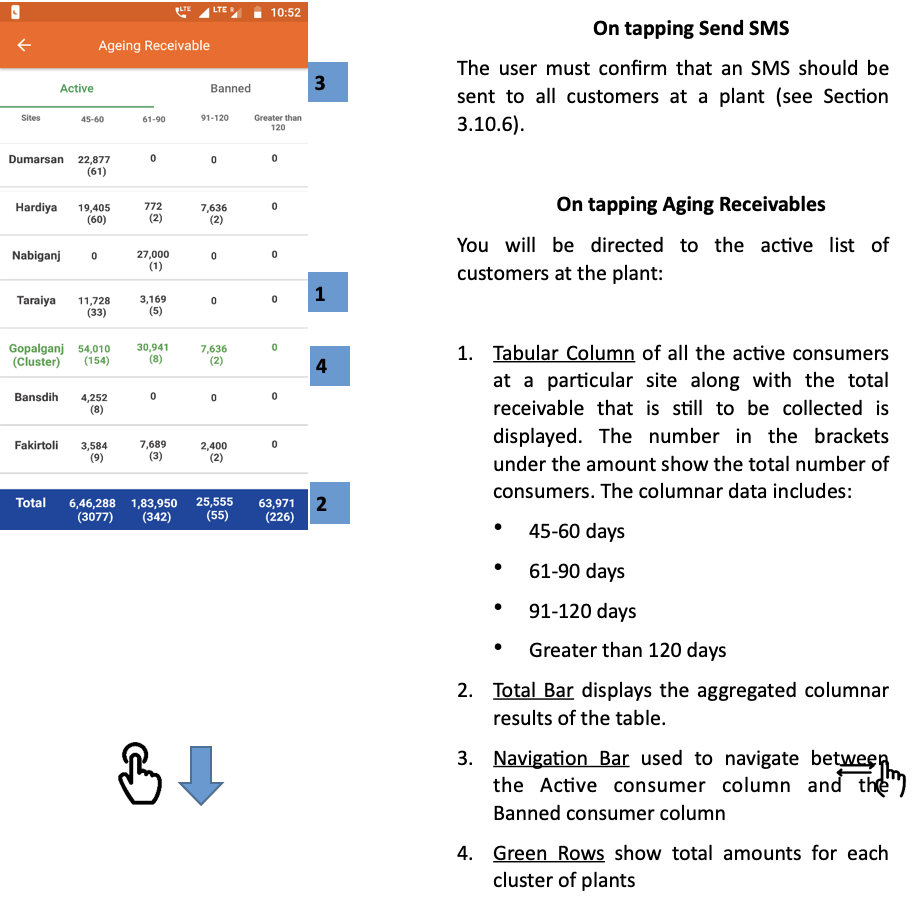 LTE LTE R 10:52
Ageing Receivable
Active Banned
3
Sites 45-60 61-90 91-120 Greater than
120
Dumarsan 22,877 0 0 0
(61)
Hardiya 19,405 772 7,636 0
(60) (2) (2)
Nabiganj 0 27,000 0 0
(1)
Taraiya 11,728 3,169 0 0
(33) (5)
1
Gopalganj 54,010 30,941 7,636 0
(Cluster) (154) (8) (2)
4
Bansdih 4,252 0 0 0
(8)
Fakirtoli 3,584 7,689 2,400 0
(9) (3) (2)
Total 6,46,288 1,83,950 25,555 63,971
(3077) (342) (55) (226)
2
On tapping Send SMS
The user must confirm that an SMS should be
sent to all customers at a plant (see Section
3.10.6).
On tapping Aging Receivables
You will be directed to the active list of
customers at the plant:
1. Tabular Column of all the active consumers
at a particular site along with the total
receivable that is still to be collected is
displayed. The number in the brackets
under the amount show the total number of
consumers. The columnar data includes:
• 45-60 days
• 61-90 days
• 91-120 days
• Greater than 120 days
2. Total Bar displays the aggregated columnar
results of the table.
3. Navigation Bar used to navigate between
the Active consumer column and the
Banned consumer column
4. Green Rows show total amounts for each
cluster of plants